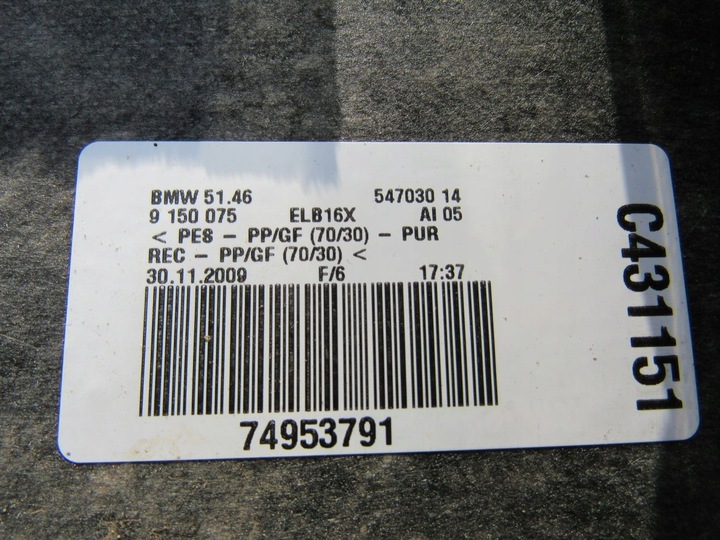 BMW 51.46 547030 14
9 150 075 ELB16X AI 05
< PES - PP/GF (70/30) - PUR
REC - PP/GF (70/30) <
30.11.2009 F/6 17:37
74953791
C431151